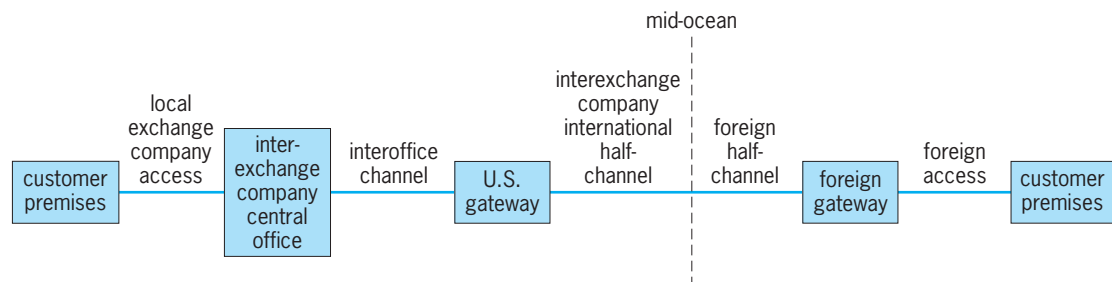 mid-ocean
customer
premises
local
exchange
company
access
inter-
exchange
company
central
office
interoffice
channel
U.S.
gateway
interexchange
company
international
half-
channel
foreign
half-
channel
foreign
gateway
foreign
access
customer
premises